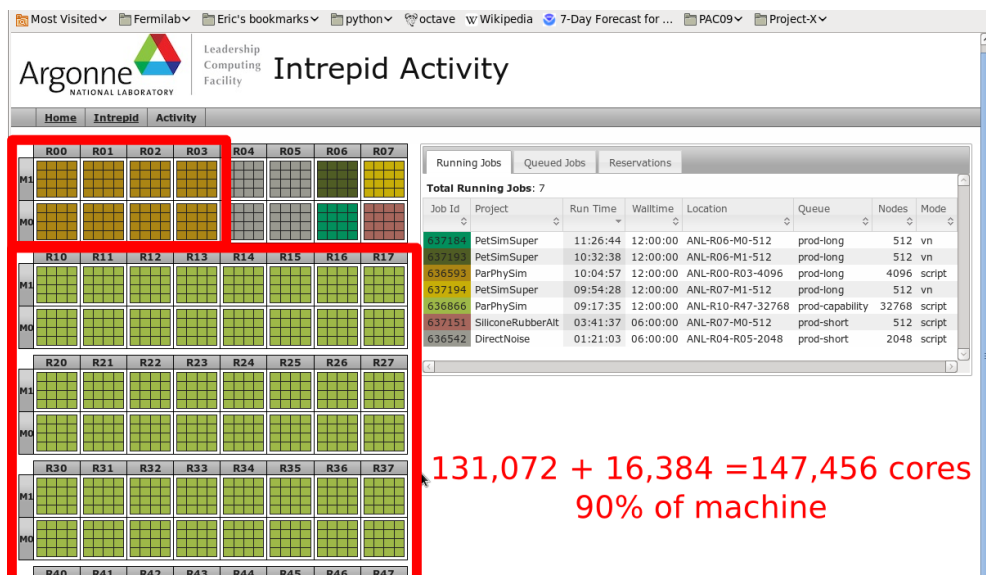 Most Visited Fermilab Eric's bookmarks python octave Wikipedia 7-Day Forecast for ... PAC09 Project-X
Argonne
NATIONAL LABORATORY
Leadership
Computing
Facility
Intrepid Activity
Home Intrepid Activity
R00 R01 R02 R03 R04 R05 R06 R07
M1
M0
R10 R11 R12 R13 R14 R15 R16 R17
M1
M0
R20 R21 R22 R23 R24 R25 R26 R27
M1
M0
R30 R31 R32 R33 R34 R35 R36 R37
M1
M0
R40 R41 R42 R43 R44 R45 R46 R47
Running Jobs Queued Jobs Reservations
Total Running Jobs: 7
Job Id Project Run Time Walltime Location Queue Nodes Mode
637184 PetSimSuper 11:26:44 12:00:00 ANL-R06-M0-512 prod-long 512 vn
637193 PetSimSuper 10:32:38 12:00:00 ANL-R06-M1-512 prod-long 512 vn
636593 ParPhySim 10:04:57 12:00:00 ANL-R00-R03-4096 prod-long 4096 script
637194 PetSimSuper 09:54:28 12:00:00 ANL-R07-M1-512 prod-long 512 vn
636866 ParPhySim 09:17:35 12:00:00 ANL-R10-R47-32768 prod-capability 32768 script
637151 SiliconeRubberAlt 03:41:37 06:00:00 ANL-R07-M0-512 prod-short 512 script
636542 DirectNoise 01:21:03 06:00:00 ANL-R04-R05-2048 prod-short 2048 script
131,072 + 16,384 =147,456 cores
90% of machine